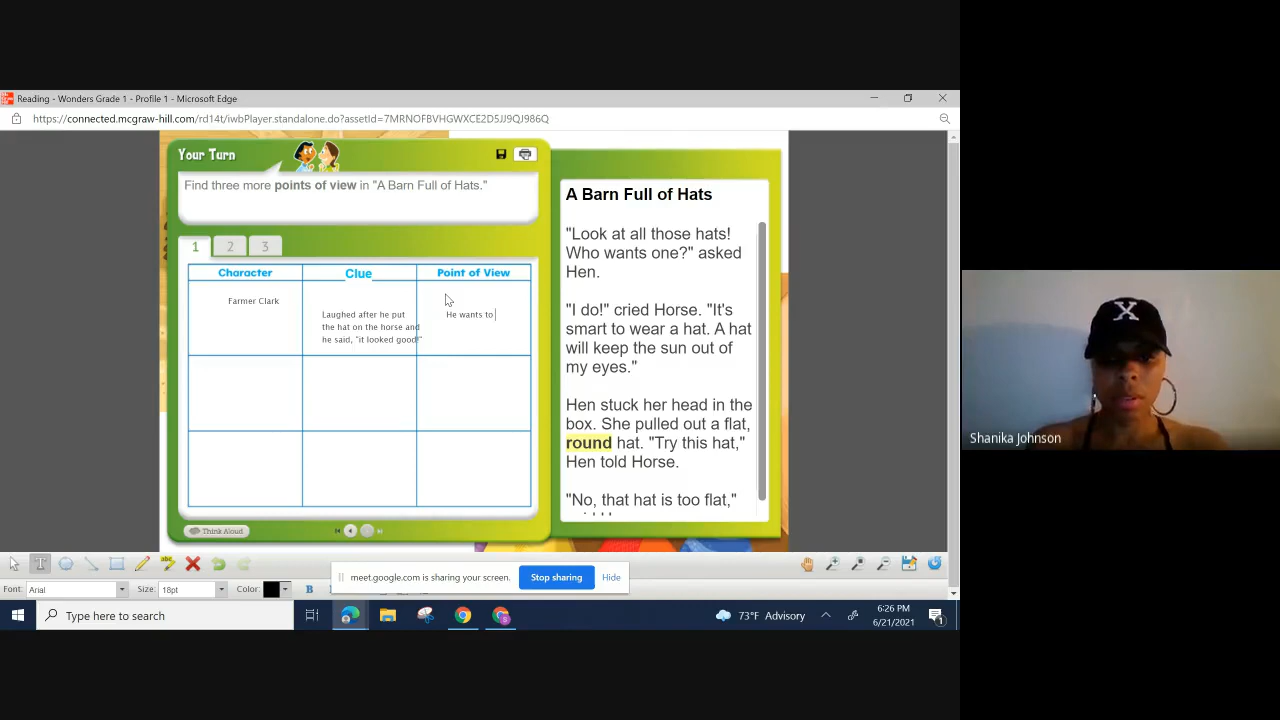 Reading - Wonders Grade 1 - Profile 1 - Microsoft Edge
https://connected.mcgraw-hill.com/rd14t/iwbPlayer.standalone.do?assetId=7MRNOFBVHGWXCE2D5JJ9QJ986Q
Your Turn
Find three more points of view in "A Barn Full of Hats."
1 2 3
Character Clue Point of View
Farmer Clark
Laughed after he put
the hat on the horse and
he said, "it looked good!"
He wants to
Think Aloud
A Barn Full of Hats
"Look at all those hats!
Who wants one?" asked
Hen.
"I do!" cried Horse. "It's
smart to wear a hat. A hat
will keep the sun out of
my eyes."
Hen stuck her head in the
box. She pulled out a flat,
round hat. "Try this hat,"
Hen told Horse.
"No, that hat is too flat,"
X
Shanika Johnson
T
abc
Font: Arial Size: 18pt Color: B
meet.google.com is sharing your screen. Stop sharing Hide
Type here to search
S
73°F Advisory
6:26 PM
6/21/2021
1